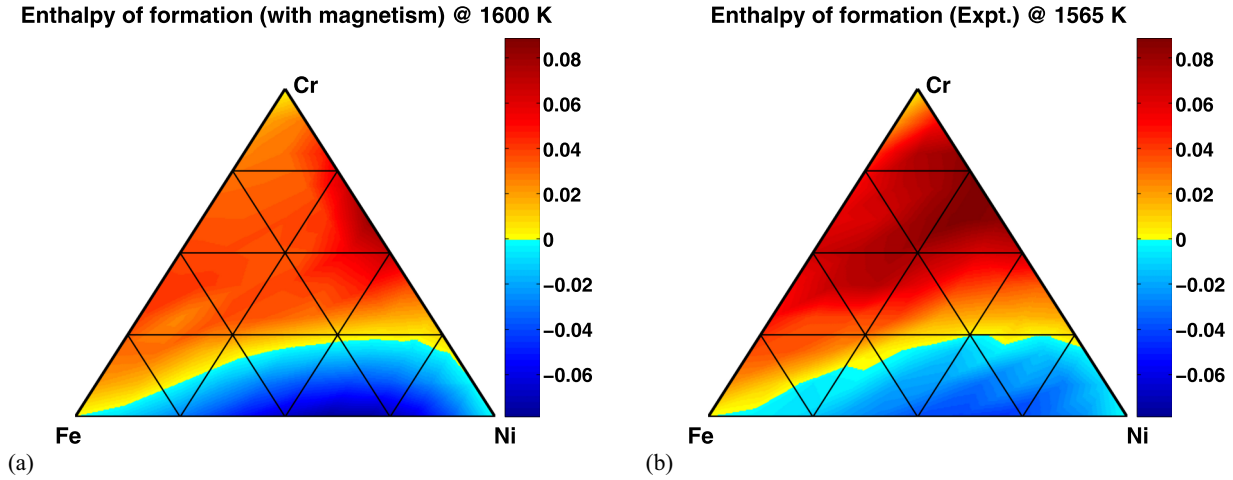 Enthalpy of formation (with magnetism) @ 1600 K
Cr
Fe
Ni
0.08
0.06
0.04
0.02
0
−0.02
−0.04
−0.06
(a)
Enthalpy of formation (Expt.) @ 1565 K
Cr
Fe
Ni
0.08
0.06
0.04
0.02
0
−0.02
−0.04
−0.06
(b)